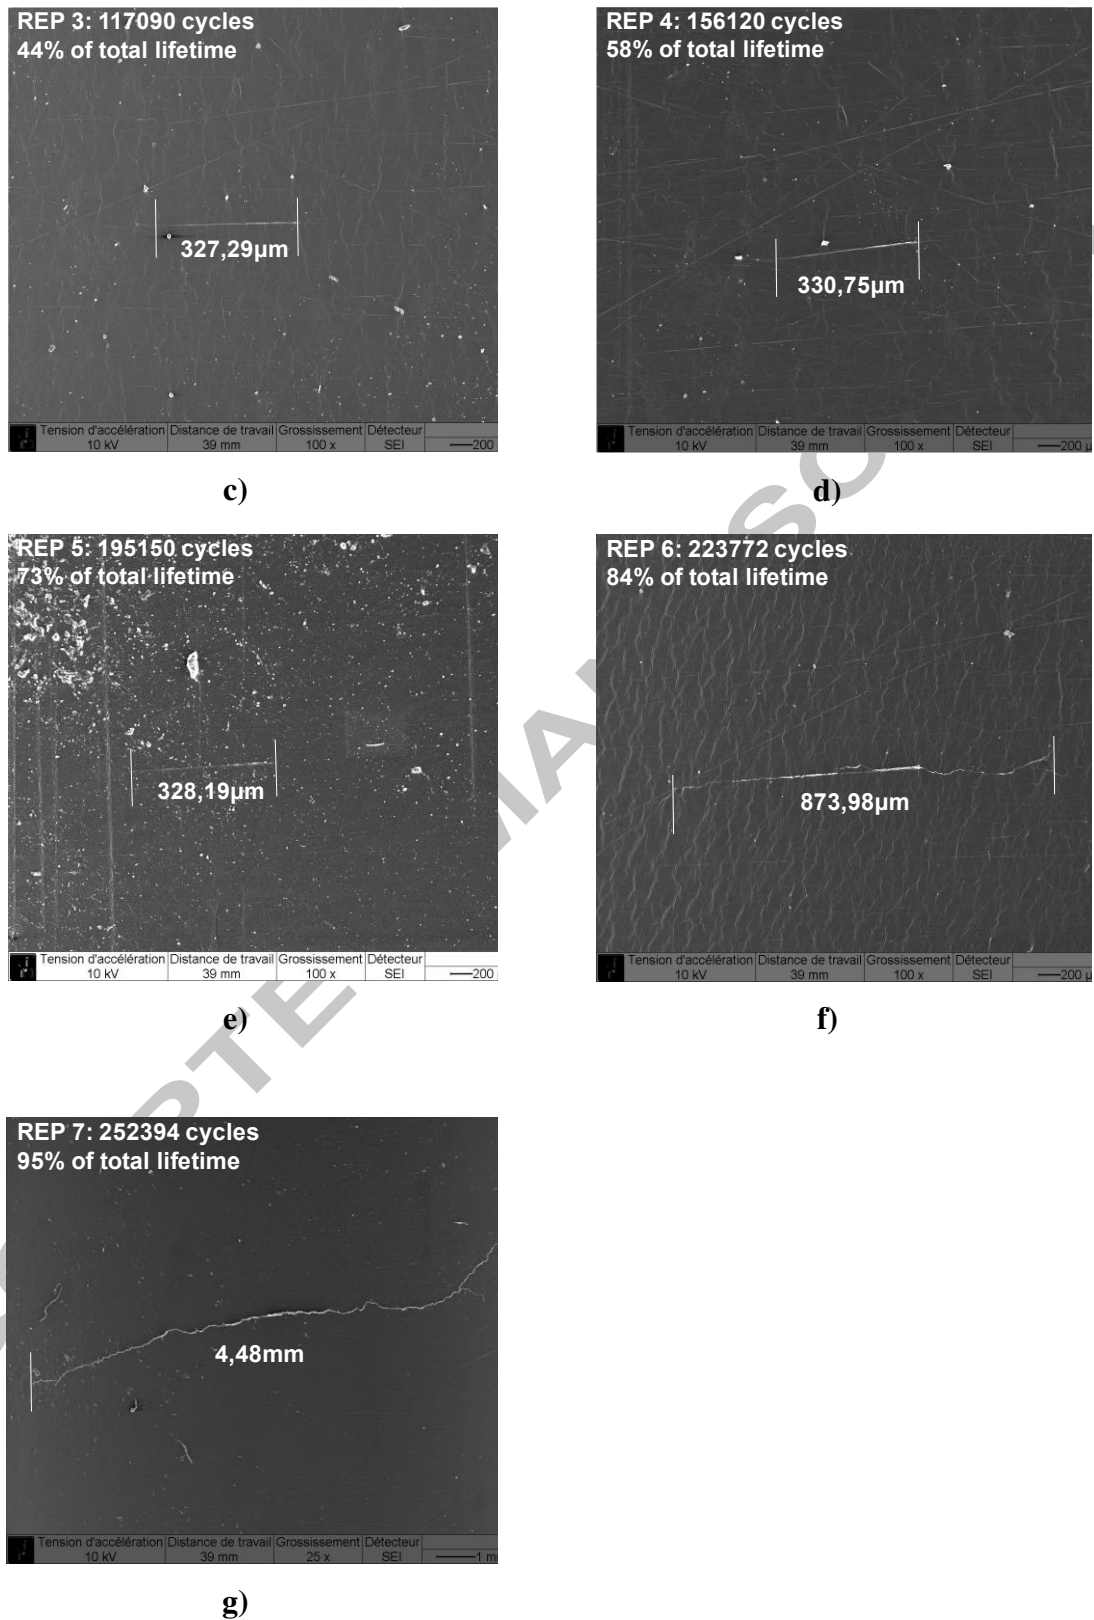 REP 3: 117090 cycles
44% of total lifetime
327,29µm
Tension d'accélération Distance de travail Grossissement Détecteur
10 kV 39 mm 100 x SEI 200
c)
REP 4: 156120 cycles
58% of total lifetime
330,75µm
Tension d'accélération Distance de travail Grossissement Détecteur
10 kV 39 mm 100 x SEI 200 µ
d)
REP 5: 195150 cycles
73% of total lifetime
328,19µm
Tension d'accélération Distance de travail Grossissement Détecteur
10 kV 39 mm 100 x SEI 200
e)
REP 6: 223772 cycles
84% of total lifetime
873,98µm
Tension d'accélération Distance de travail Grossissement Détecteur
10 kV 39 mm 100 x SEI 200 µ
f)
REP 7: 252394 cycles
95% of total lifetime
4,48mm
Tension d'accélération Distance de travail Grossissement Détecteur
10 kV 39 mm 25 x SEI 1 m
g)